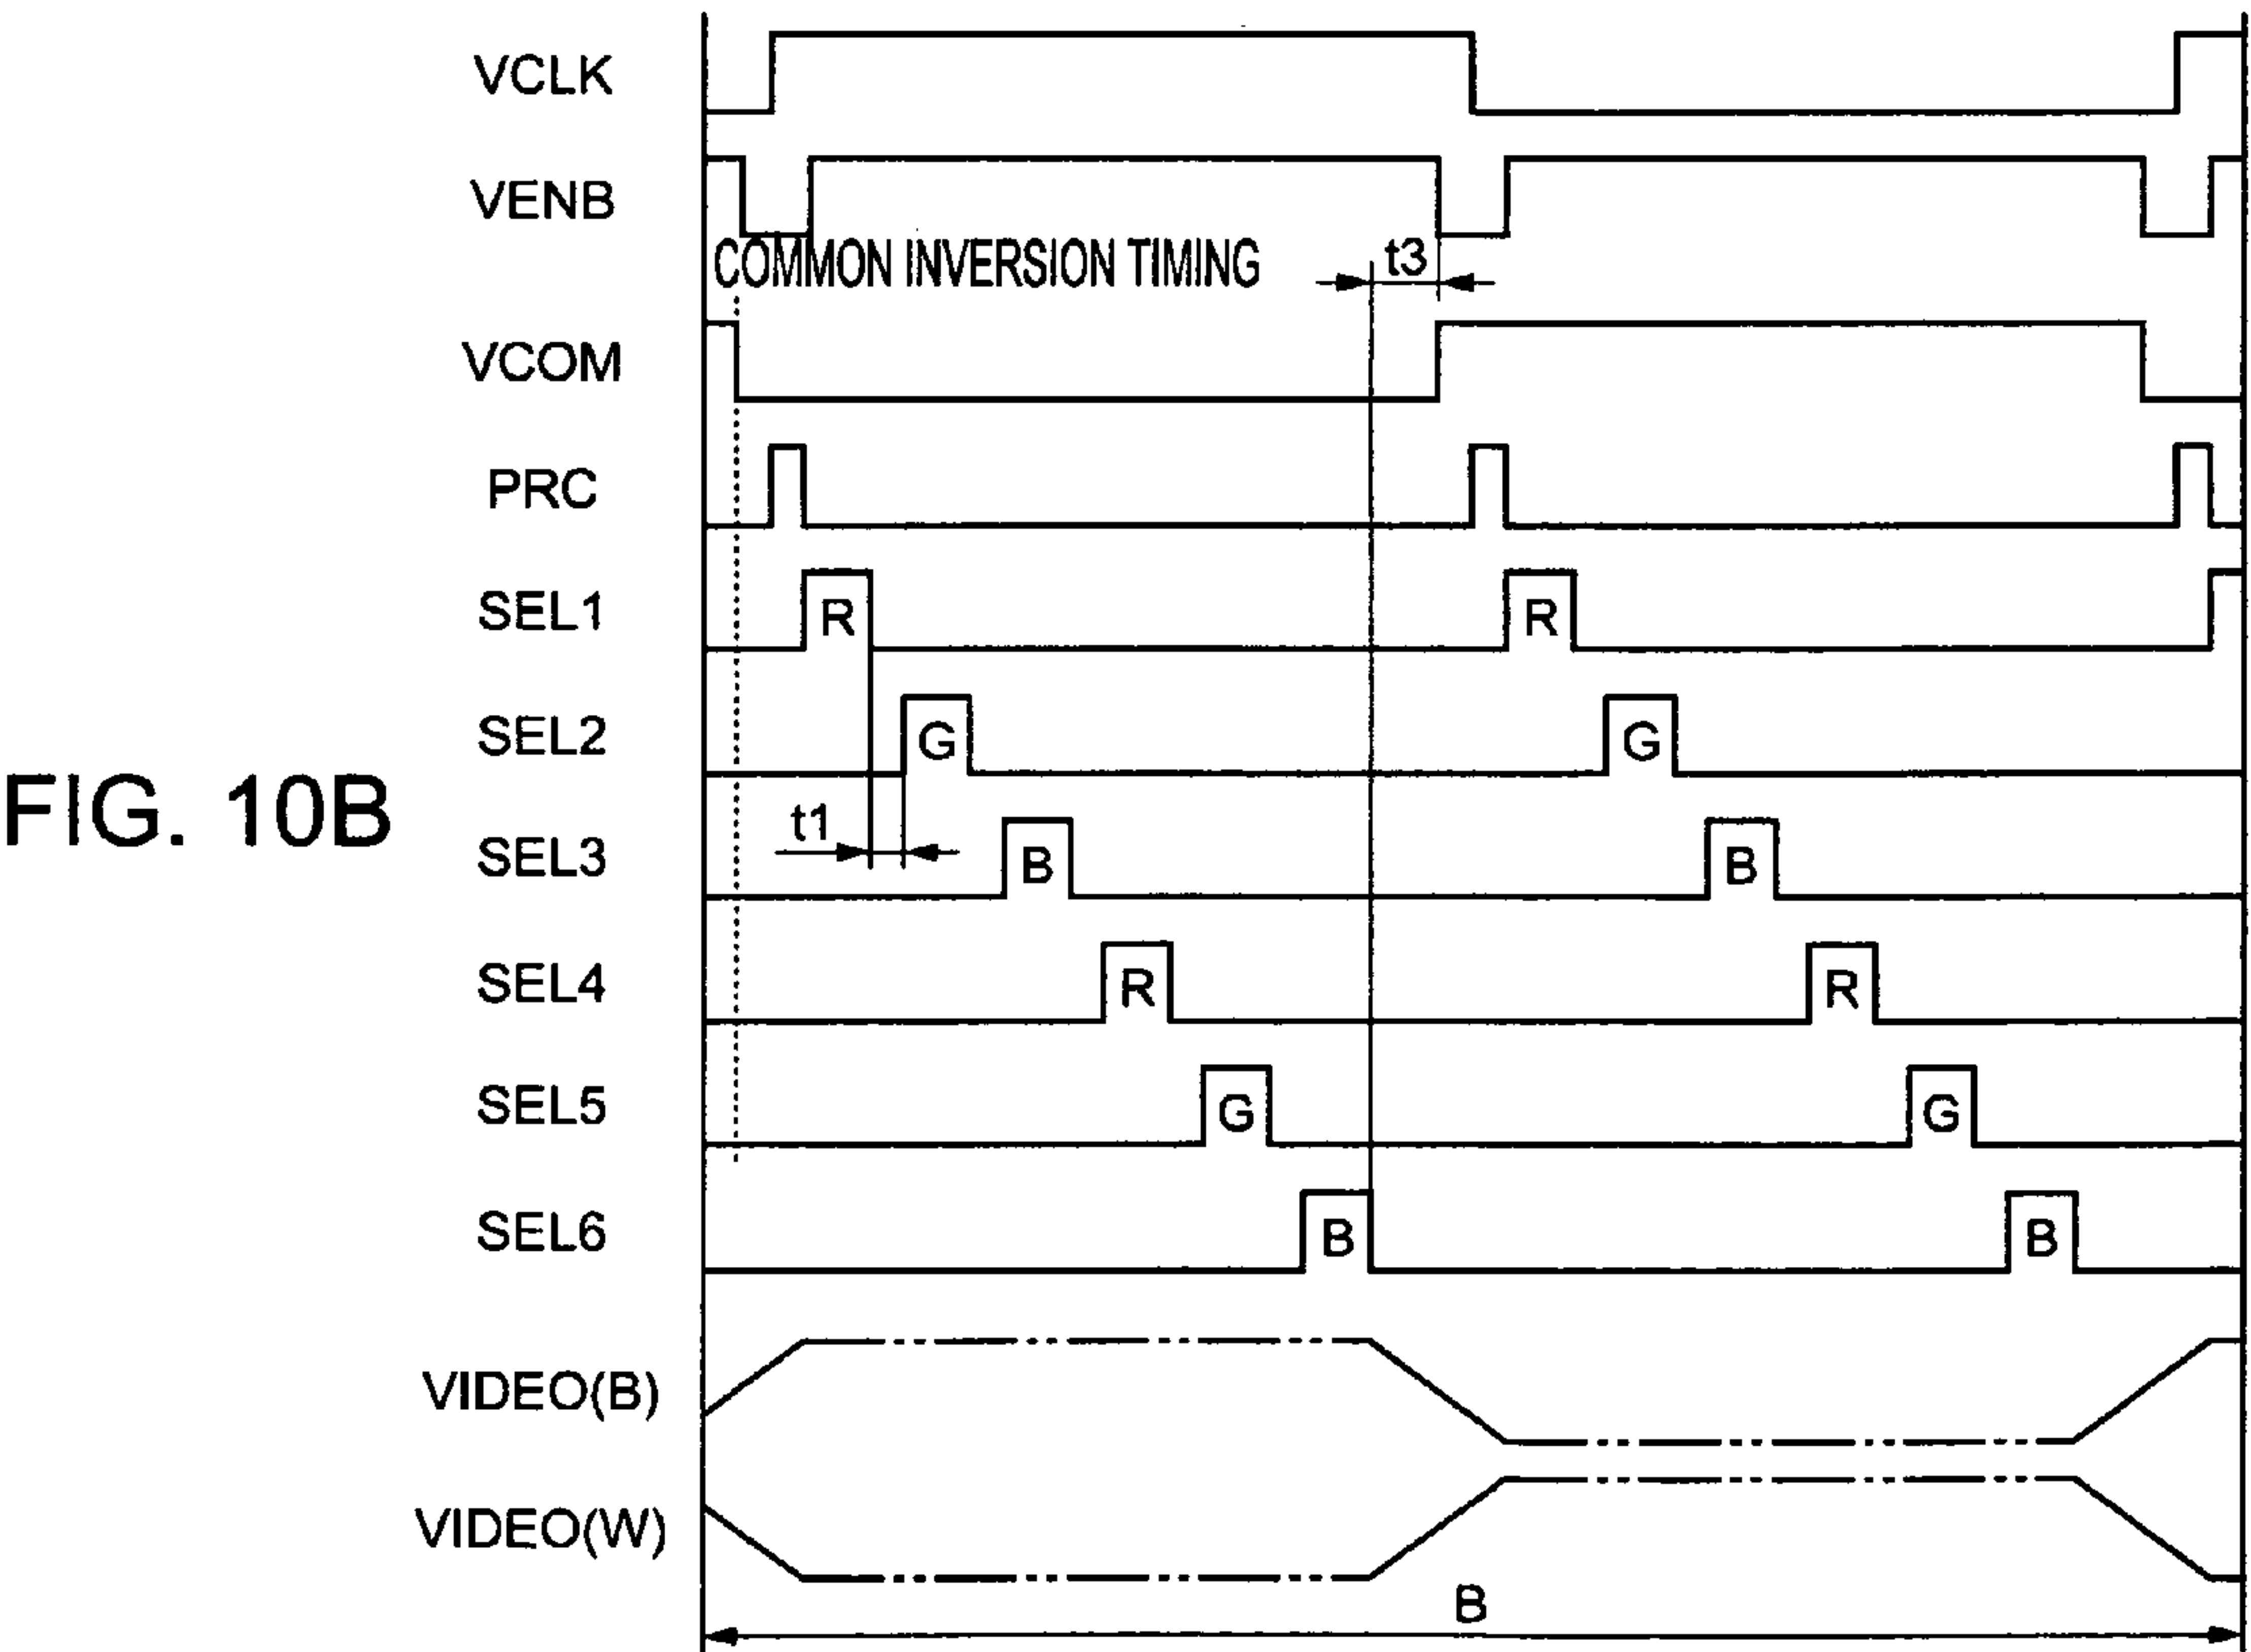 VCLK
VENB
COMMON INVERSION TIMING
t3
VCOM
PRC
SEL1
R
R
SEL2
G
G
FIG. 10B
t1
SEL3
B
B
SEL4
R
R
SEL5
G
G
SEL6
B
B
VIDEO(B)
VIDEO(W)
B